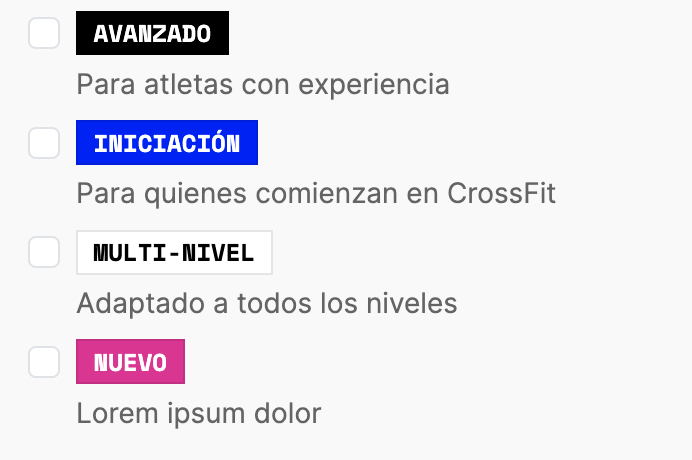 AVANZADO
Para atletas con experiencia
INICIACIÓN
Para quienes comienzan en CrossFit
MULTI-NIVEL
Adaptado a todos los niveles
NUEVO
Lorem ipsum dolor